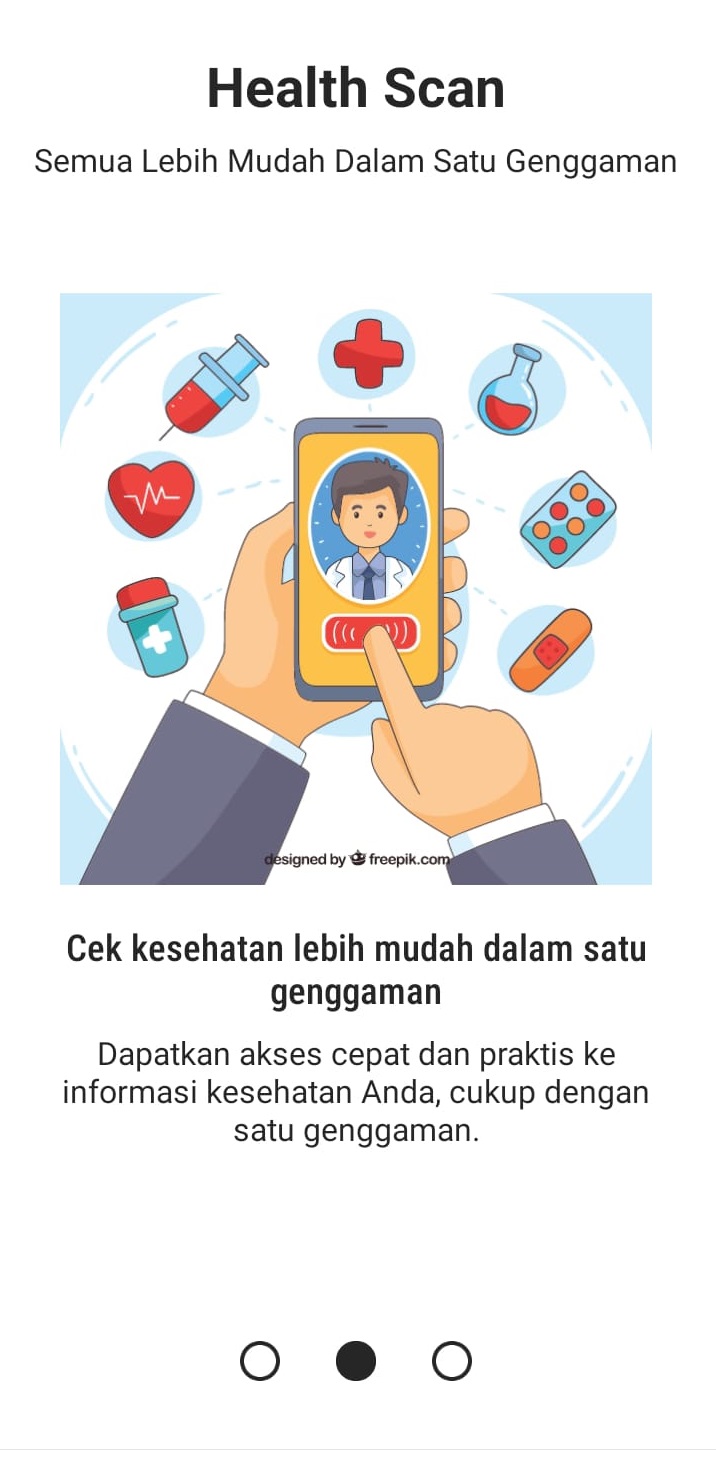 Health Scan
Semua Lebih Mudah Dalam Satu Genggaman
designed by freepik.com
Cek kesehatan lebih mudah dalam satu
genggaman
Dapatkan akses cepat dan praktis ke
informasi kesehatan Anda, cukup dengan
satu genggaman.